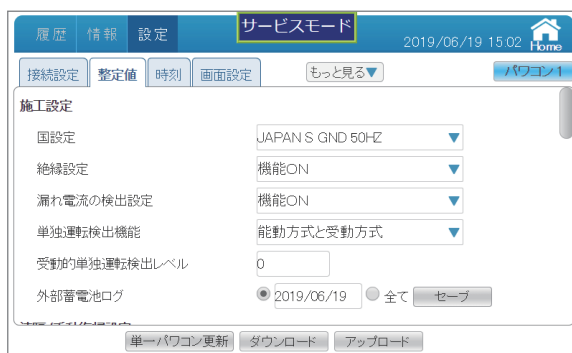 履歴 情報 設定 サービスモード 2019/06/19 15:02 Home
接続設定 整定値 時刻 画面設定 もっと見る▼ パワコン1
施工設定
国設定 JAPAN S GND 50HZ
絶縁設定 機能ON
漏れ電流の検出設定 機能ON
単独運転検出機能 能動方式と受動方式
受動的単独運転検出レベル 0
外部蓄電池ログ 2019/06/19 全て セーブ
単一パワコン更新 ダウンロード アップロード